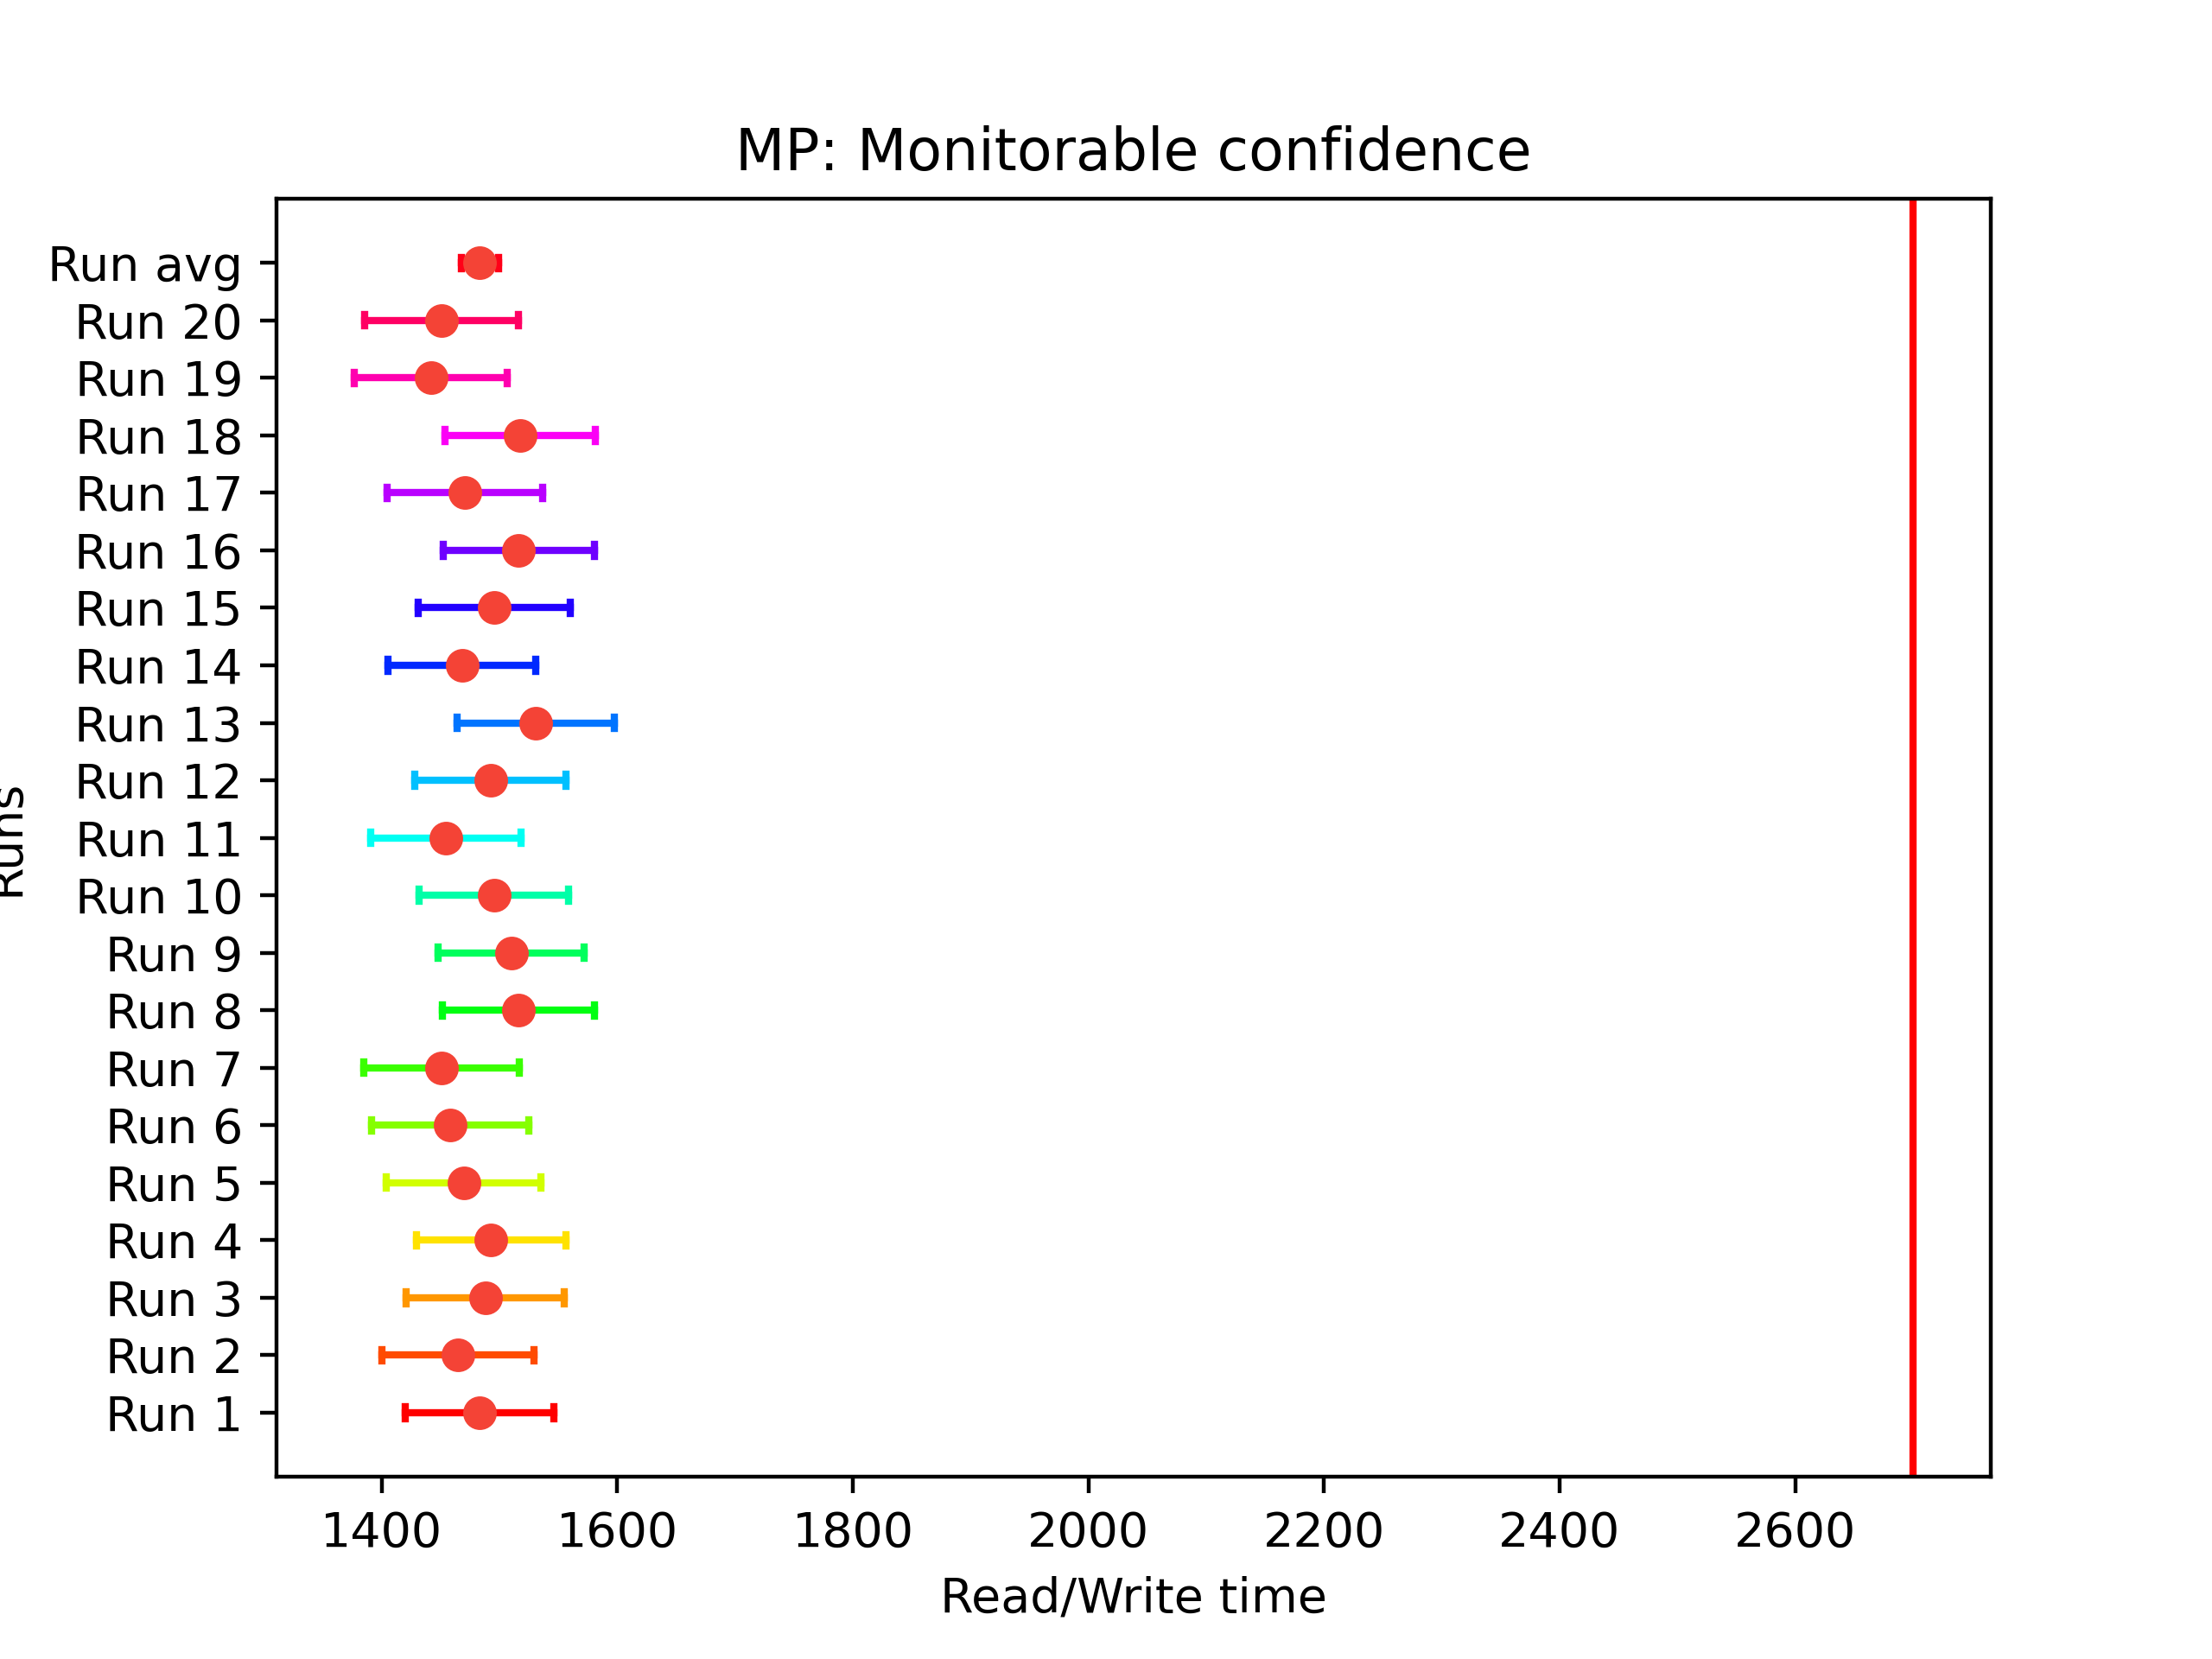 MP: Monitorable confidence
Run avg
Run 20
Run 19
Run 18
Run 17
Run 16
Run 15
Run 14
Run 13
Run 12
Run 11
Run 10
Run 9
Run 8
Run 7
Run 6
Run 5
Run 4
Run 3
Run 2
Run 1
Runs
1400 1600 1800 2000 2200 2400 2600
Read/Write time